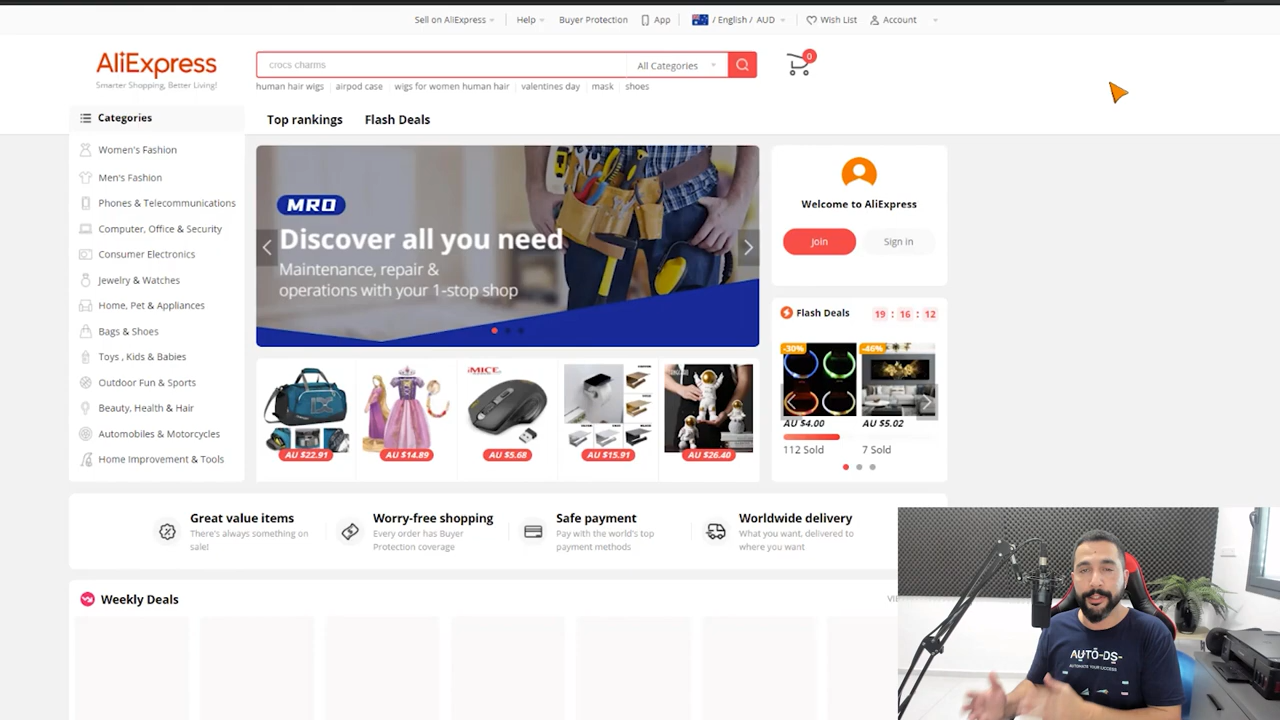 Sell on AliExpress
Help
Buyer Protection
App
/ English / AUD
Wish List
Account
AliExpress
Smarter Shopping, Better Living!
crocs charms
All Categories
0
human hair wigs
airpod case
wigs for women human hair
valentines day
mask
shoes
Categories
Top rankings
Flash Deals
Women's Fashion
Men's Fashion
Phones & Telecommunications
Computer, Office & Security
Consumer Electronics
Jewelry & Watches
Home, Pet & Appliances
Bags & Shoes
Toys , Kids & Babies
Outdoor Fun & Sports
Beauty, Health & Hair
Automobiles & Motorcycles
Home Improvement & Tools
MRO
Discover all you need
Maintenance, repair &
operations with your 1-stop shop
Welcome to AliExpress
Join
Sign in
Flash Deals
19 : 16 : 12
-30%
-46%
AU $4.00
AU $5.02
112 Sold
7 Sold
iMICE
AU $22.91
AU $14.89
AU $5.68
AU $15.91
AU $26.40
Great value items
There's always something on
sale!
Worry-free shopping
Every order has Buyer
Protection coverage
Safe payment
Pay with the world's top
payment methods
Worldwide delivery
What you want, delivered to
where you want
Weekly Deals
AUTO-DS-
AUTOMATE YOUR SUCCESS